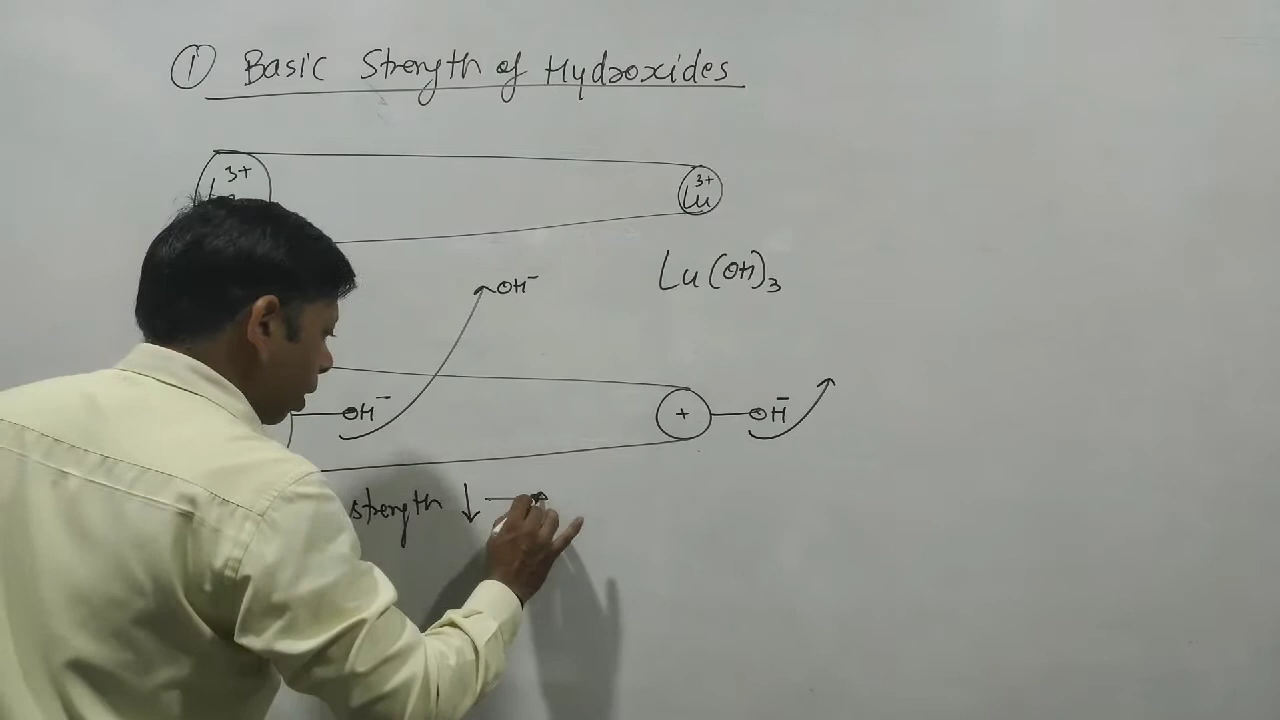 ① Basic Strength of Hydroxides
3+
3+
Lu
Lu(OH)₃
OH⁻
OH⁻
+
OH⁻
strength ↓ →